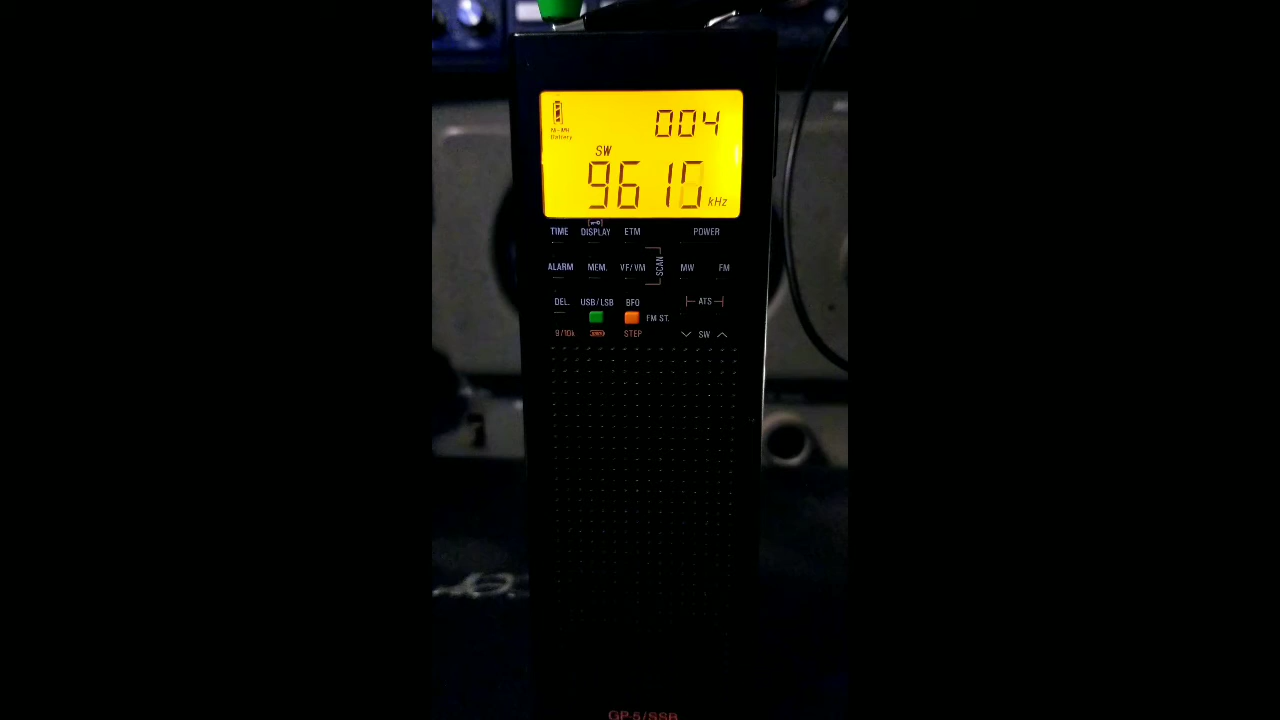 004
Ni-MH
Battery
SW
9610 kHz
TIME DISPLAY ETM POWER
ALARM MEM. VF/VM SCAN MW FM
DEL. USB/LSB BFO ATS
FM ST.
9/10k STEP SW
GP-5/SSB